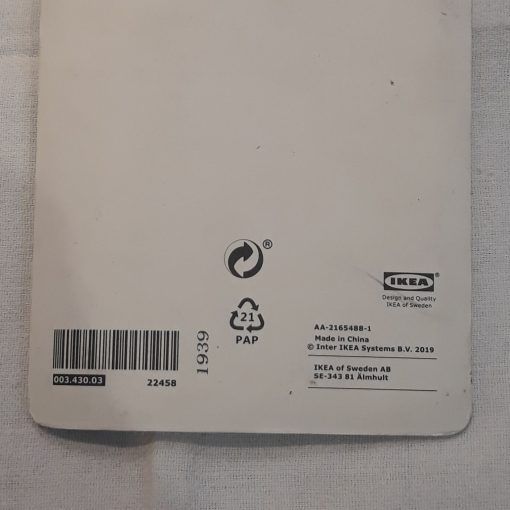 ®
IKEA
Design and Quality
IKEA of Sweden
21
PAP
AA-2165488-1
Made in China
© Inter IKEA Systems B.V. 2019
IKEA of Sweden AB
SE-343 81 Älmhult
1939
003.430.03
22458